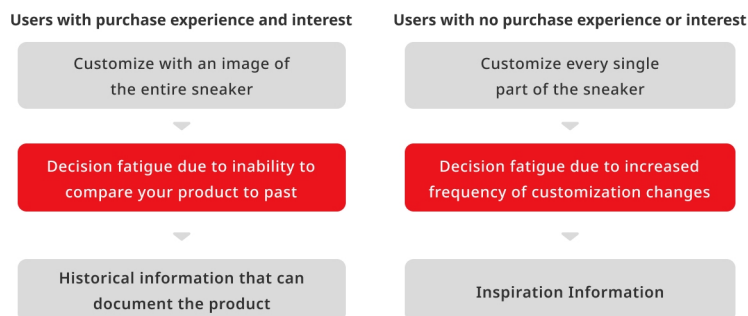 Users with purchase experience and interest
Customize with an image of
the entire sneaker
Decision fatigue due to inability to
compare your product to past
Historical information that can
document the product
Users with no purchase experience or interest
Customize every single
part of the sneaker
Decision fatigue due to increased
frequency of customization changes
Inspiration Information